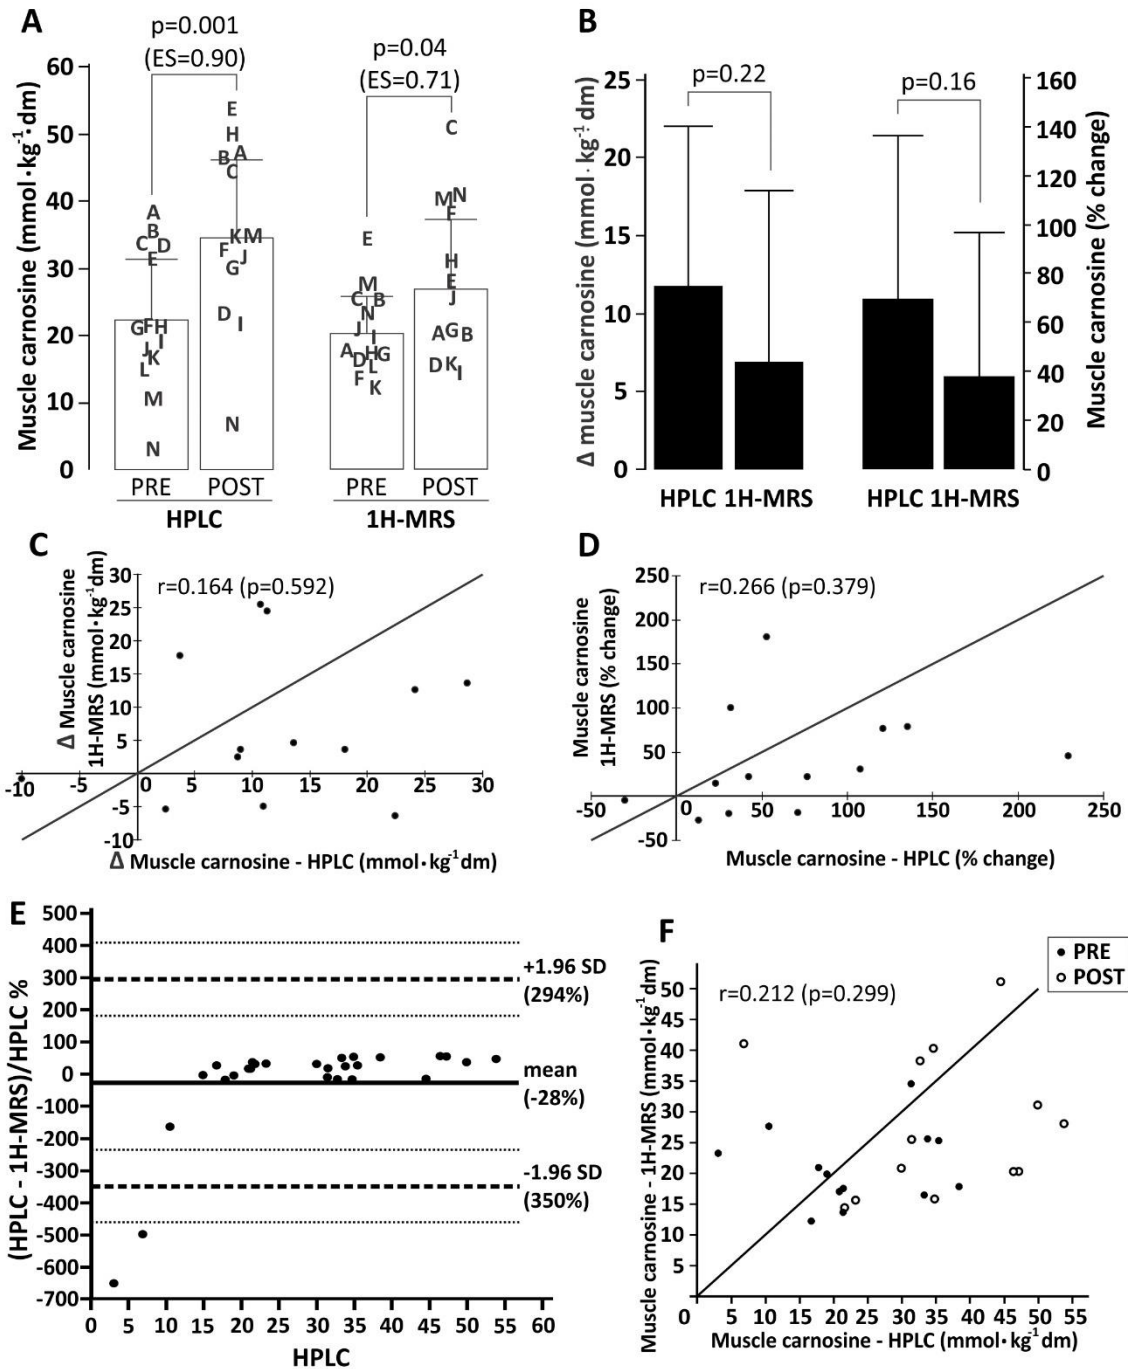 A
p=0.001
(ES=0.90)
p=0.04
(ES=0.71)
Muscle carnosine (mmol·kg⁻¹·dm)
60
50
40
30
20
10
0
A
B
C D
E
G F H
J I
K
L
M
N
E
H
B A
C
K M
F J
G
D I
N
E
M
C B
N
J I
A D H G
L
F K
C
M N
F
H
E
J
A G B
D K I
PRE POST PRE POST
HPLC 1H-MRS
B
p=0.22
p=0.16
Δ muscle carnosine (mmol·kg⁻¹·dm)
25
20
15
10
5
0
Muscle carnosine (% change)
160
140
120
100
80
60
40
20
0
HPLC 1H-MRS HPLC 1H-MRS
C
r=0.164 (p=0.592)
Δ Muscle carnosine
1H-MRS (mmol·kg⁻¹dm)
30
25
20
15
10
5
-5
-10
-10 -5 0 5 10 15 20 25 30
Δ Muscle carnosine - HPLC (mmol·kg⁻¹dm)
D
r=0.266 (p=0.379)
Muscle carnosine
1H-MRS (% change)
250
200
150
100
50
-50
-50 0 50 100 150 200 250
Muscle carnosine - HPLC (% change)
E
(HPLC - 1H-MRS)/HPLC %
500
400
300
200
100
0
-100
-200
-300
-400
-500
-600
-700
+1.96 SD
(294%)
mean
(-28%)
-1.96 SD
(350%)
0 5 10 15 20 25 30 35 40 45 50 55 60
HPLC
F
PRE
POST
r=0.212 (p=0.299)
Muscle carnosine - 1H-MRS (mmol·kg⁻¹dm)
50
45
40
35
30
25
20
15
10
5
0 5 10 15 20 25 30 35 40 45 50 55
Muscle carnosine - HPLC (mmol·kg⁻¹dm)